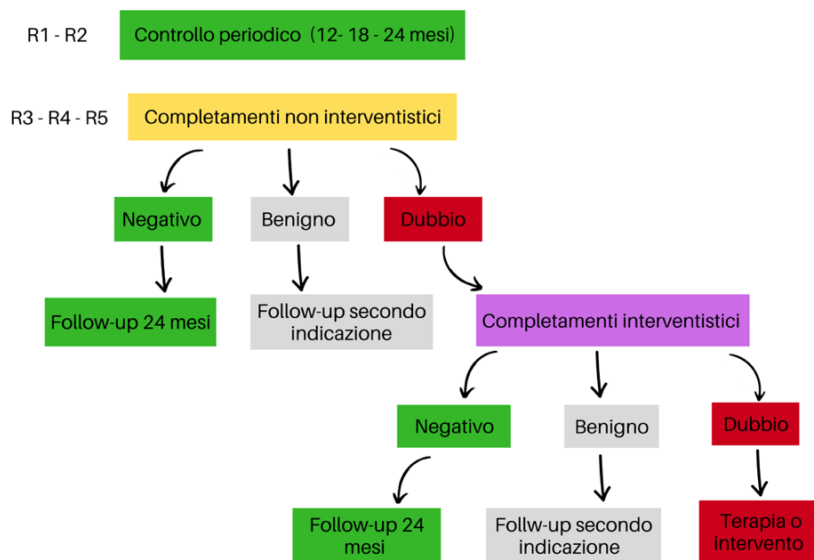 R1 - R2
Controllo periodico (12- 18 - 24 mesi)
R3 - R4 - R5
Completamenti non interventistici
Negativo
Benigno
Dubbio
Follow-up 24 mesi
Follow-up secondo
indicazione
Completamenti interventistici
Negativo
Benigno
Dubbio
Follow-up 24
mesi
Follw-up secondo
indicazione
Terapia o
intervento